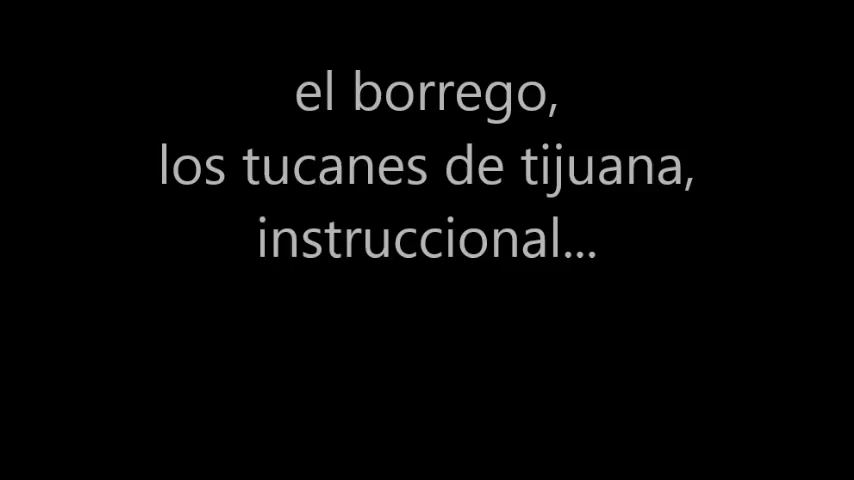 el borrego,
los tucanes de tijuana,
instruccional...